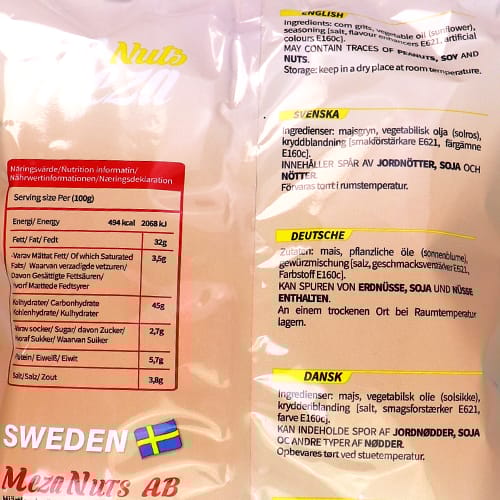 Nuts
Näringsvärde/Nutrition informatin/
Nährwertinformationen/Næringsdeklaration
Serving size Per (100g)
Energi/ Energy 494 kcal 2068 kJ
Fett/ Fat/ Fedt 32g
-Varav Mättat Fett/ Of which Saturated 3,5g
Fats/ Waarvan verzadigde vetzuren/
Davon Gesättigte Fettsäuren/
Hvorf Mættede Fedtsyrer
Kolhydrater/ Carbonhydrate 45g
Kohlenhydrate/ Kulhydrater
-Varav socker/ Sugar/ davon Zucker/ 2,7g
Hvoraf Sukker/ Waarvan Suiker
Protein/ Eiweiß/ Eiwit 5,7g
Salt/Salz/ Zout 3,8g
SWEDEN
Meza Nuts AB
ENGLISH
Ingredients: corn grits, vegetable oil (sunflower),
seasoning [salt, flavour enhancers E621, artificial
colours E160c].
MAY CONTAIN TRACES OF PEANUTS, SOY AND
NUTS.
Storage: keep in a dry place at room temperature.
SVENSKA
Ingredienser: majsgryn, vegetabilisk olja (solros),
kryddblandning [smakförstärkare E621, färgämne
E160c].
INNEHÅLLER SPÅR AV JORDNÖTTER, SOJA OCH
NÖTTER.
Förvaras torrt i rumstemperatur.
DEUTSCHE
Zutaten: mais, pflanzliche öle (sonnenblume),
gewürzmischung [salz, geschmacksverstärker E621,
Farbstoff E160c].
KAN SPUREN VON ERDNÜSSE, SOJA UND NÜSSE
ENTHALTEN.
An einem trockenen Ort bei Raumtemperatur
lagern.
DANSK
Ingredienser: majs, vegetabilsk olie (solsikke),
krydderiblanding [salt, smagsforstærker E621,
farve E160c].
KAN INDEHOLDE SPOR AF JORDNØDDER, SOJA
OG ANDRE TYPER AF NØDDER.
Opbevares tørt ved stuetemperatur.